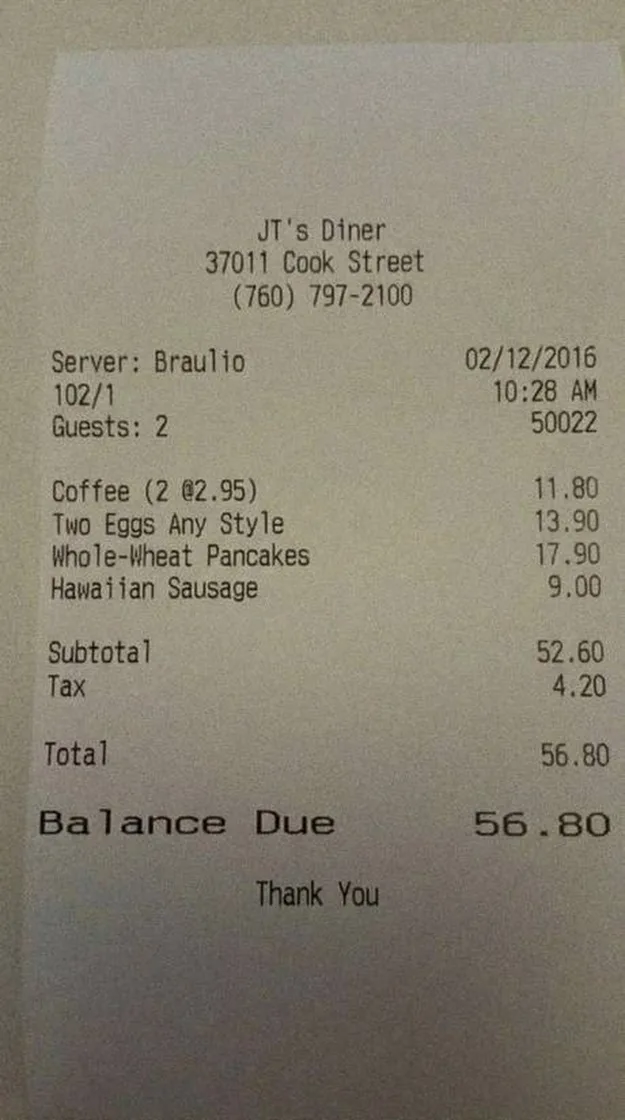 JT's Diner
37011 Cook Street
(760) 797-2100
Server: Braulio 02/12/2016
102/1 10:28 AM
Guests: 2 50022
Coffee (2 @2.95) 11.80
Two Eggs Any Style 13.90
Whole-Wheat Pancakes 17.90
Hawaiian Sausage 9.00
Subtotal 52.60
Tax 4.20
Total 56.80
Balance Due 56.80
Thank You